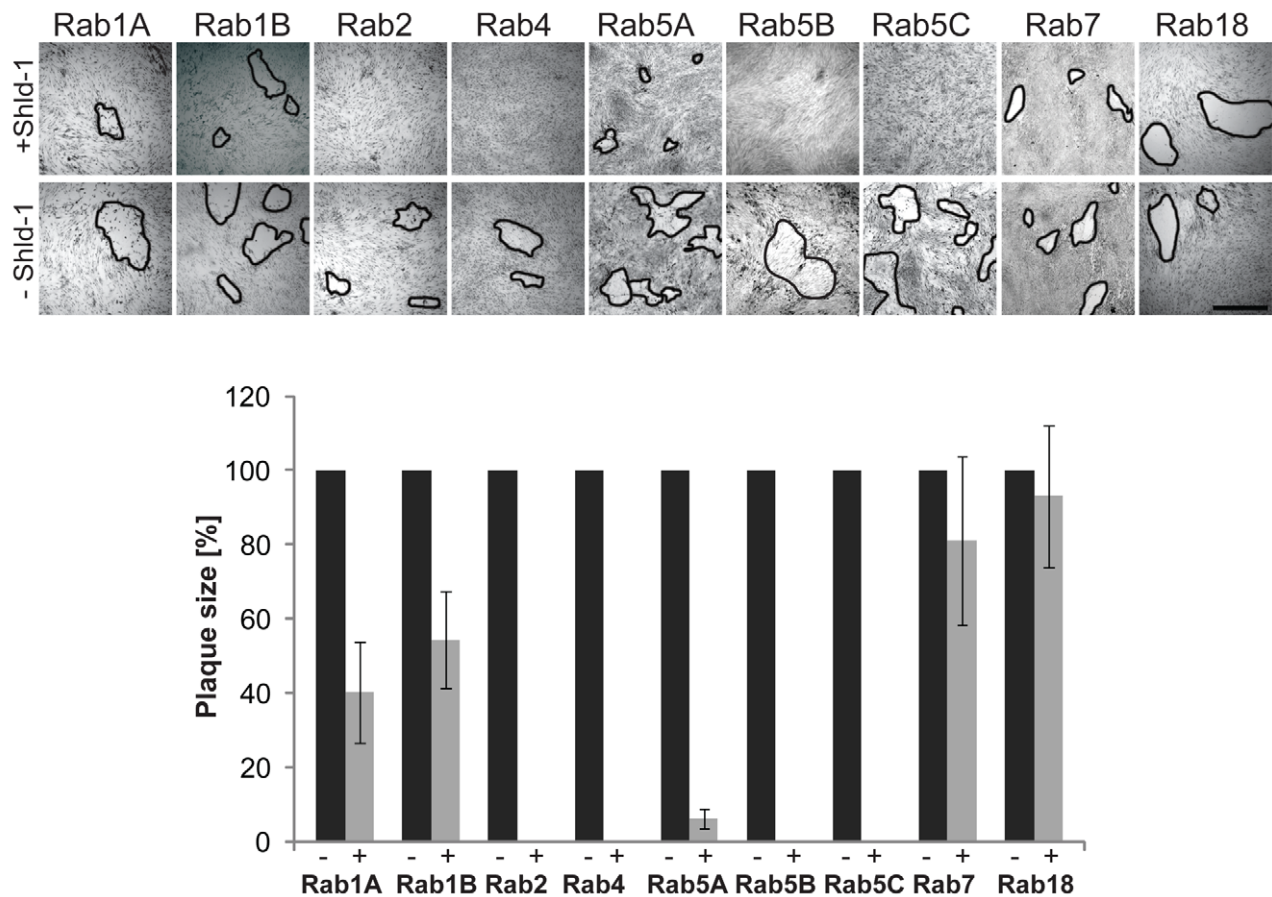 Rab1A Rab1B Rab2 Rab4 Rab5A Rab5B Rab5C Rab7 Rab18
+Shld-1
- Shld-1
Plaque size [%]
120
100
80
60
40
20
0
- + - + - + - + - + - + - + - + - +
Rab1A Rab1B Rab2 Rab4 Rab5A Rab5B Rab5C Rab7 Rab18